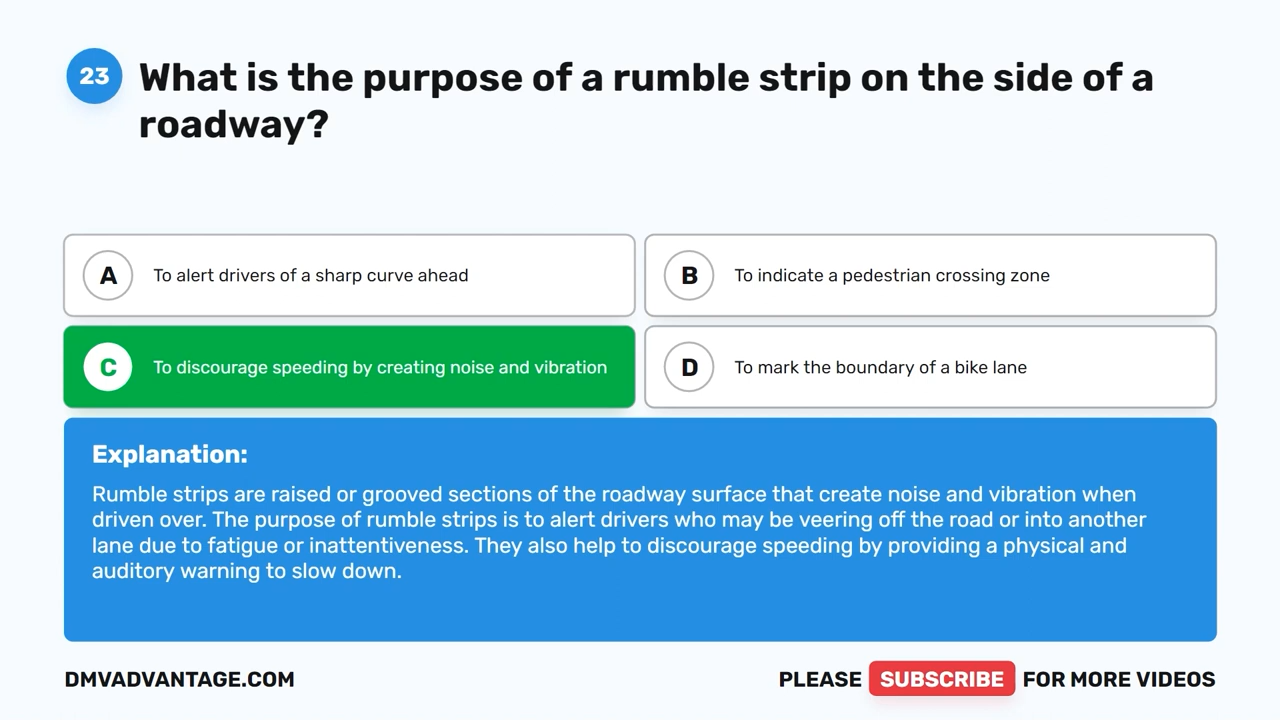 23
What is the purpose of a rumble strip on the side of a
roadway?
A To alert drivers of a sharp curve ahead
B To indicate a pedestrian crossing zone
C To discourage speeding by creating noise and vibration
D To mark the boundary of a bike lane
Explanation:
Rumble strips are raised or grooved sections of the roadway surface that create noise and vibration when
driven over. The purpose of rumble strips is to alert drivers who may be veering off the road or into another
lane due to fatigue or inattentiveness. They also help to discourage speeding by providing a physical and
auditory warning to slow down.
DMVADVANTAGE.COM
PLEASE SUBSCRIBE FOR MORE VIDEOS